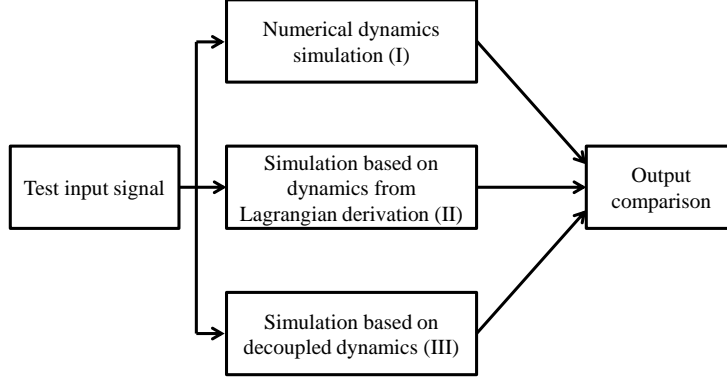 Numerical dynamics
simulation (I)
Test input signal
Simulation based on
dynamics from
Lagrangian derivation (II)
Output
comparison
Simulation based on
decoupled dynamics (III)